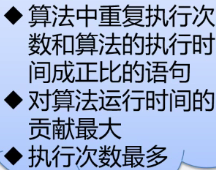 ◆ 算法中重复执行次
数和算法的执行时
间成正比的语句
◆ 对算法运行时间的
贡献最大
◆ 执行次数最多